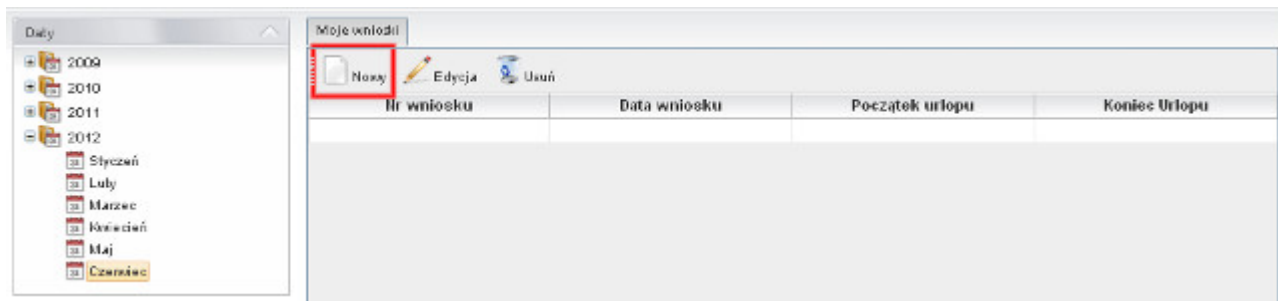 Daty
2009
2010
2011
2012
Styczeń
Luty
Marzec
Kwiecień
Maj
Czerwiec
Moje wnioski
Nowy Edycja Usuń
Nr wniosku Data wniosku Początek urlopu Koniec Urlopu